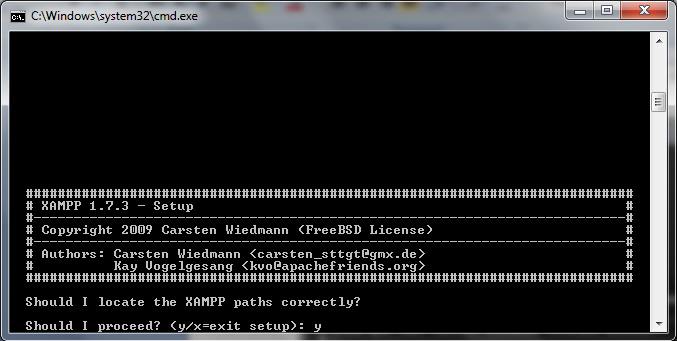 C:\Windows\system32\cmd.exe
############################################################################
# XAMPP 1.7.3 - Setup                                                      #
#--------------------------------------------------------------------------#
# Copyright 2009 Carsten Wiedmann (FreeBSD License)                        #
#--------------------------------------------------------------------------#
# Authors: Carsten Wiedmann <carsten_sttgt@gmx.de>                         #
#          Kay Vogelgesang <kvo@apachefriends.org>                         #
############################################################################
Should I locate the XAMPP paths correctly?
Should I proceed? (y/x=exit setup): y